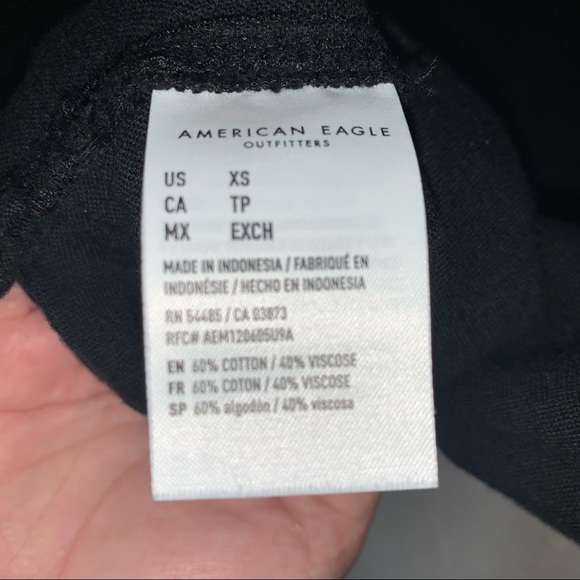 AMERICAN EAGLE
OUTFITTERS
US XS
CA TP
MX EXCH
MADE IN INDONESIA / FABRIQUÉ EN
INDONÉSIE / HECHO EN INDONESIA
RN 54485 / CA 03873
RFC# AEM120605U9A
EN 60% COTTON / 40% VISCOSE
FR 60% COTON / 40% VISCOSE
SP 60% algodón / 40% viscosa